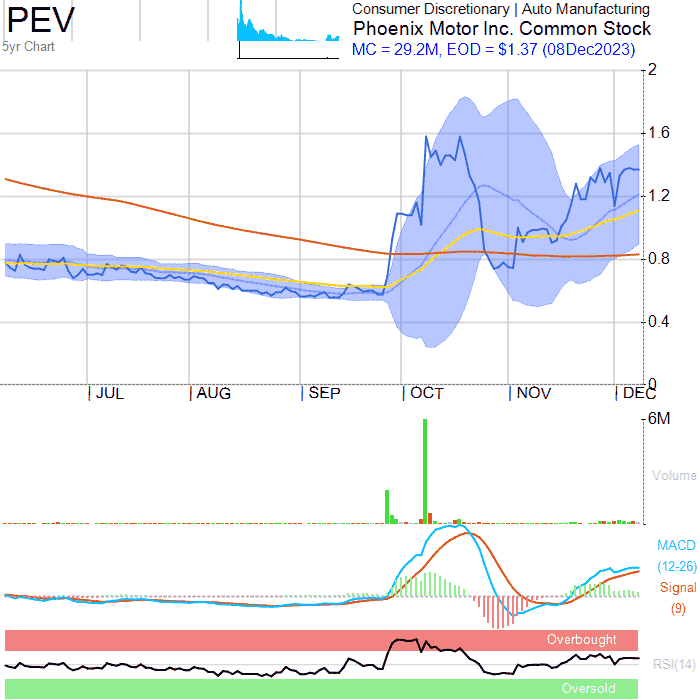 PEV
5yr Chart
Consumer Discretionary | Auto Manufacturing
Phoenix Motor Inc. Common Stock
MC = 29.2M, EOD = $1.37 (08Dec2023)
2
1.6
1.2
0.8
0.4
0
JUL AUG SEP OCT NOV DEC
6M
Volume
MACD
(12-26)
Signal
(9)
Overbought
RSI(14)
Oversold